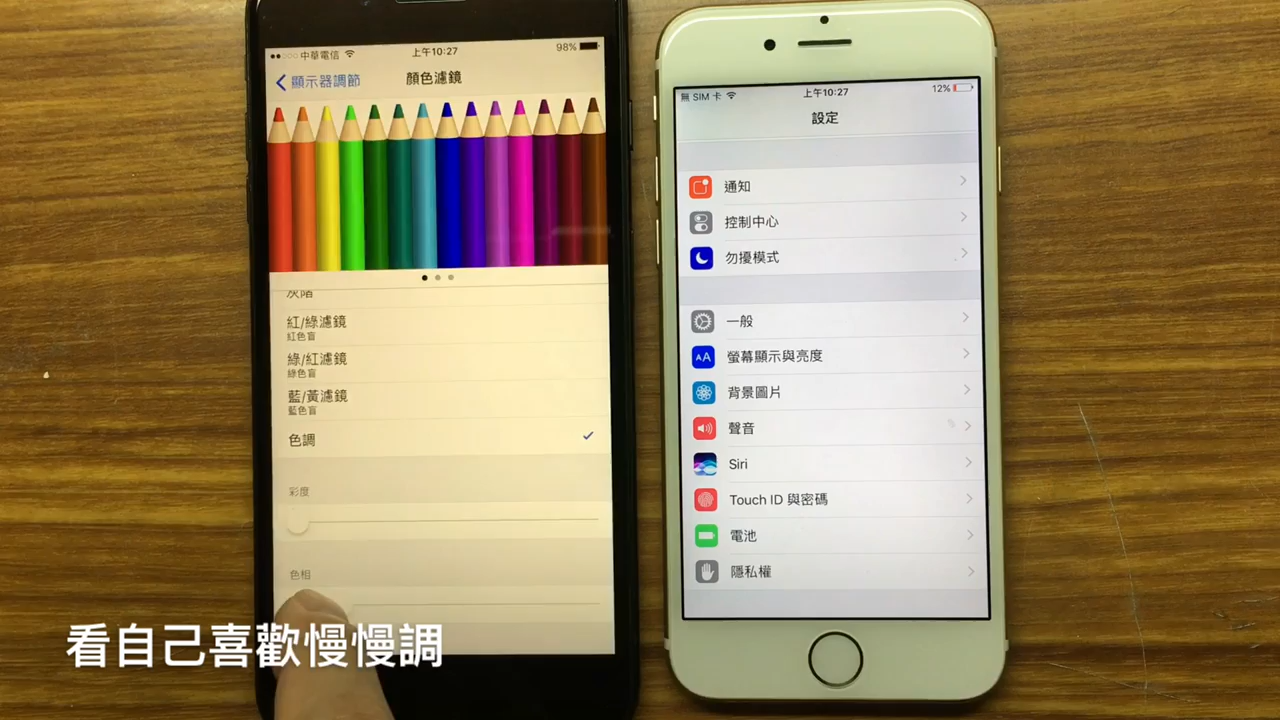 中華電信
上午10:27
98%
顯示器調節
顏色濾鏡
灰階
紅/綠濾鏡
紅色盲
綠/紅濾鏡
綠色盲
藍/黃濾鏡
藍色盲
色調
彩度
色相
無 SIM 卡
上午10:27
12%
設定
通知
控制中心
勿擾模式
一般
AA
螢幕顯示與亮度
背景圖片
聲音
Siri
Touch ID 與密碼
電池
隱私權
看自己喜歡慢慢調